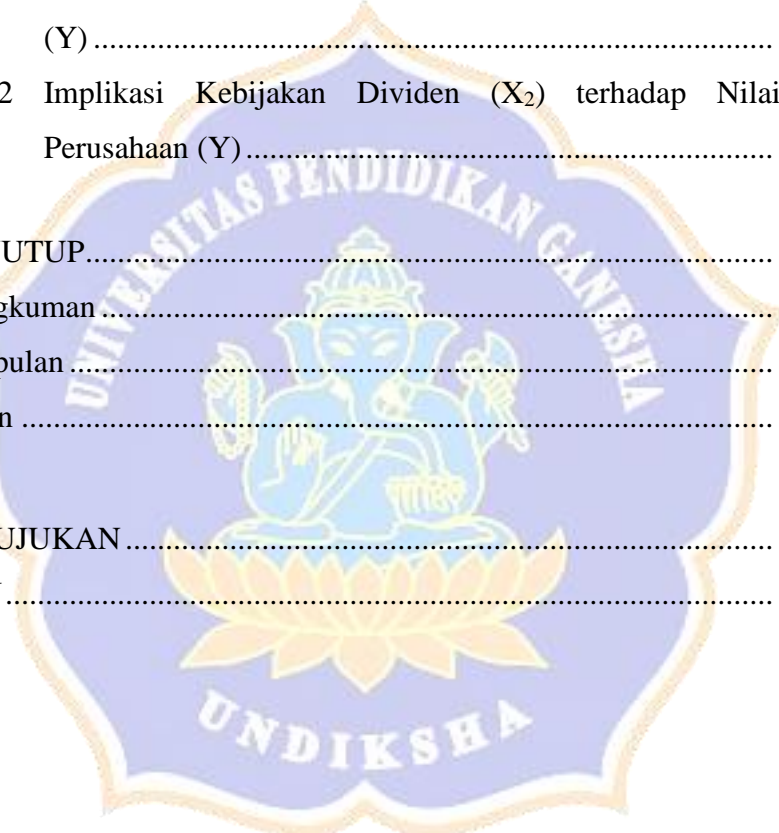 (Y) ................................................................................
2 Implikasi Kebijakan Dividen (X₂) terhadap Nilai
Perusahaan (Y) ................................................................................
UNIVERSITAS PENDIDIKAN GANESHA
UTUP................................................................................
gkuman ................................................................................
pulan ................................................................................
n ................................................................................
UJUKAN ................................................................................
................................................................................
UNDIKSHA